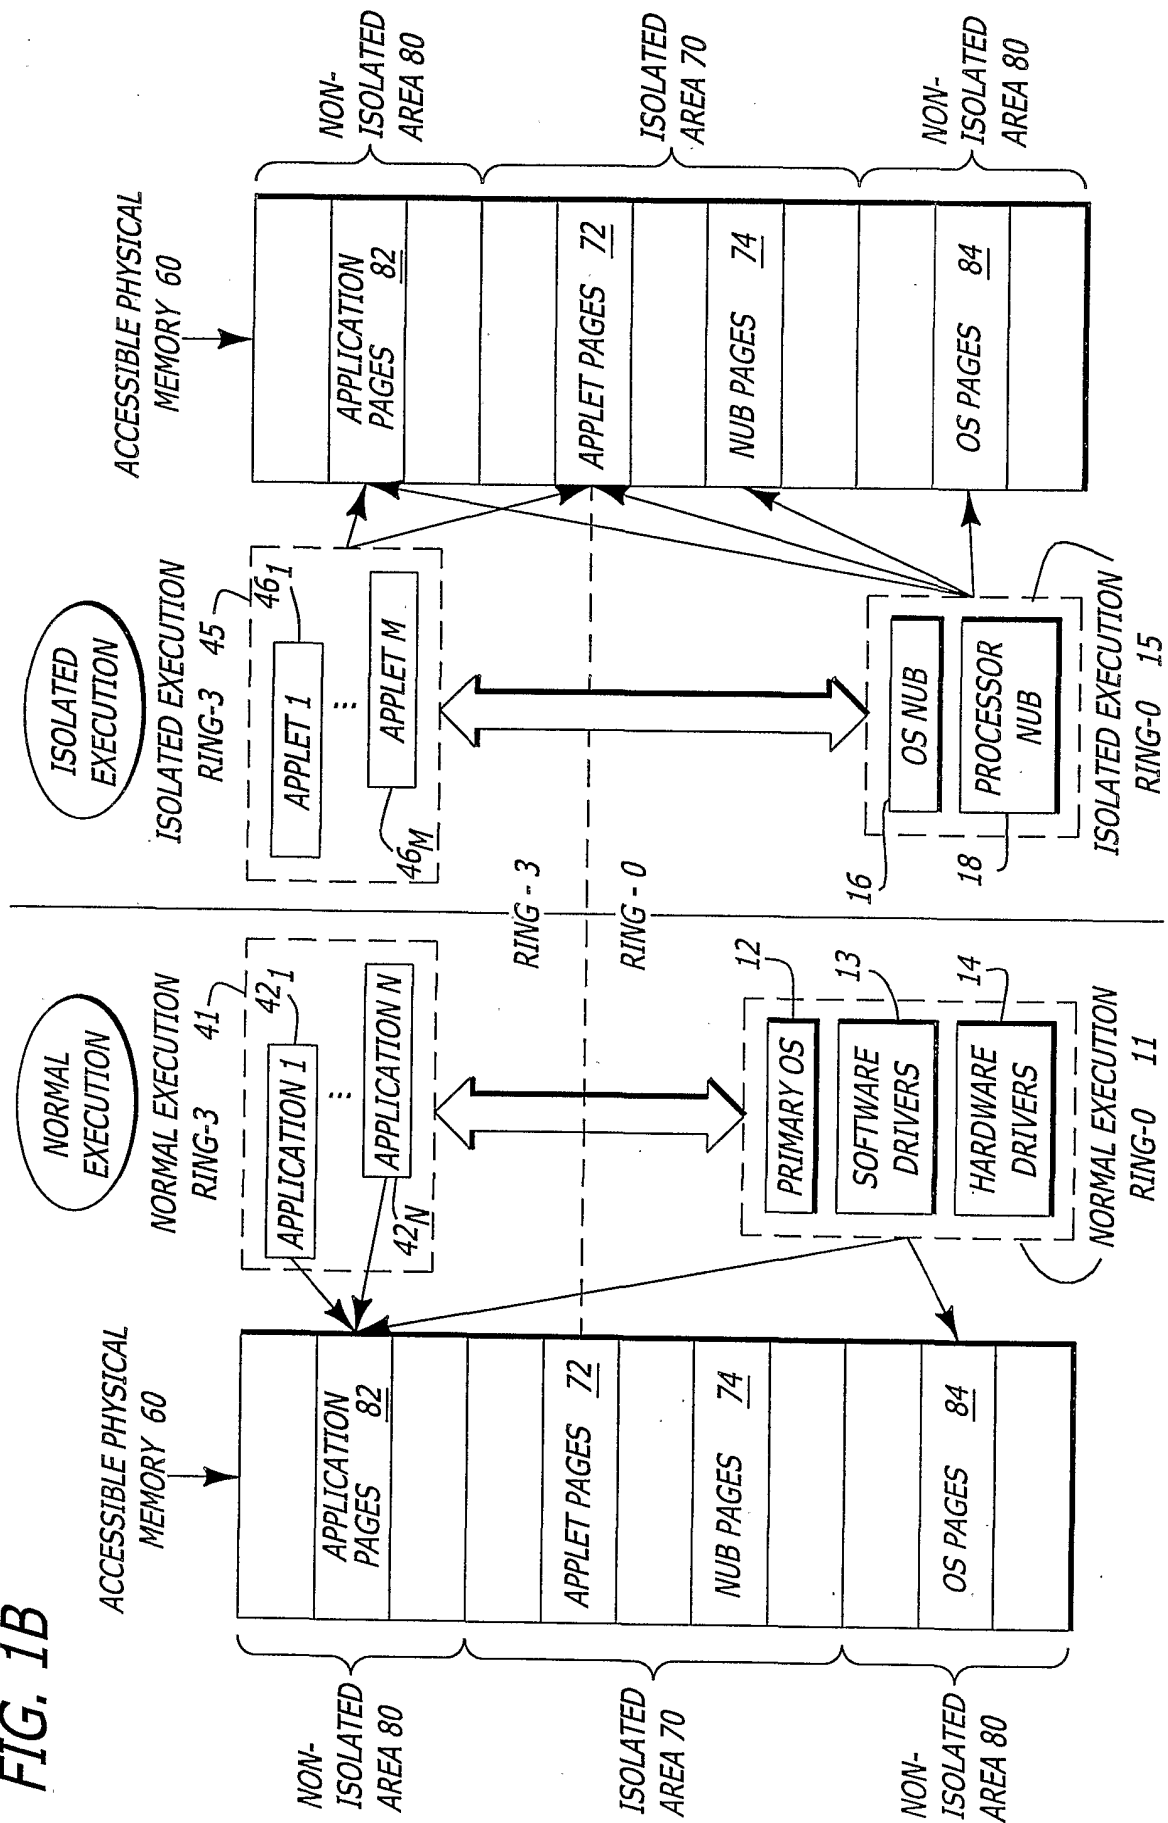 FIG. 1B
NORMAL
EXECUTION
ISOLATED
EXECUTION
ACCESSIBLE PHYSICAL
MEMORY 60
NORMAL EXECUTION
RING-3 41
ISOLATED EXECUTION
RING-3 45
ACCESSIBLE PHYSICAL
MEMORY 60
NON-
ISOLATED
AREA 80
APPLICATION
PAGES 82
APPLICATION 1
42₁
...
APPLICATION N
42N
APPLET 1
46₁
...
APPLET M
46M
APPLICATION
PAGES 82
NON-
ISOLATED
AREA 80
ISOLATED
AREA 70
APPLET PAGES 72
NUB PAGES 74
RING - 3
RING - 0
APPLET PAGES 72
NUB PAGES 74
ISOLATED
AREA 70
NON-
ISOLATED
AREA 80
OS PAGES 84
PRIMARY OS
12
SOFTWARE
DRIVERS
13
HARDWARE
DRIVERS
14
NORMAL EXECUTION
RING-0 11
16
OS NUB
18
PROCESSOR
NUB
ISOLATED EXECUTION
RING-0 15
OS PAGES 84
NON-
ISOLATED
AREA 80